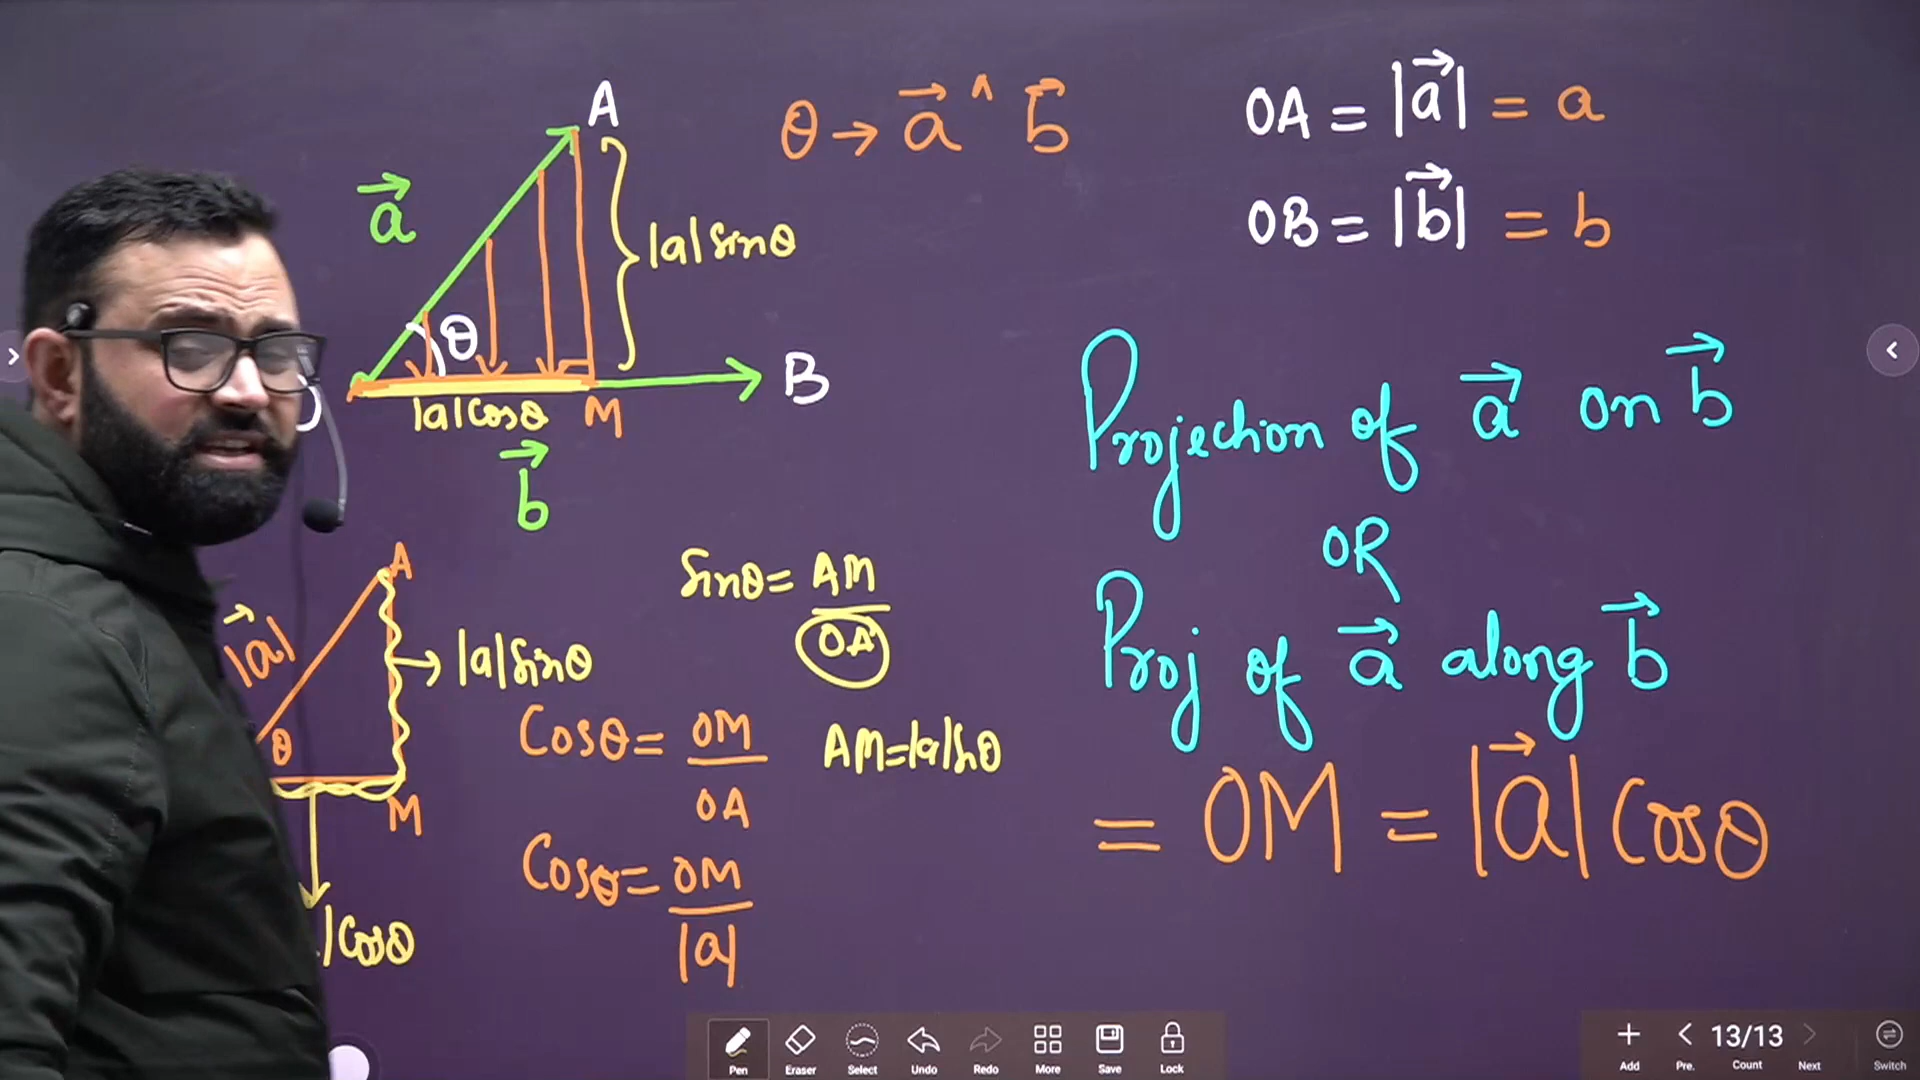 A
θ → a⃗ ^ b⃗
OA = |a⃗| = a
a⃗
|a|sinθ
OB = |b⃗| = b
θ
B
|a|cosθ
M
b⃗
Projection of a⃗ on b⃗
OR
Proj of a⃗ along b⃗
= OM = |a⃗| Cosθ
A
|a⃗|
→ |a|sinθ
θ
M
|Cosθ
Sinθ = AM
OA
Cosθ = OM
OA
AM = |a|sinθ
Cosθ = OM
|a|
Pen
Eraser
Select
Undo
Redo
More
Save
Lock
Add
Pre.
13/13
Count
Next
Switch